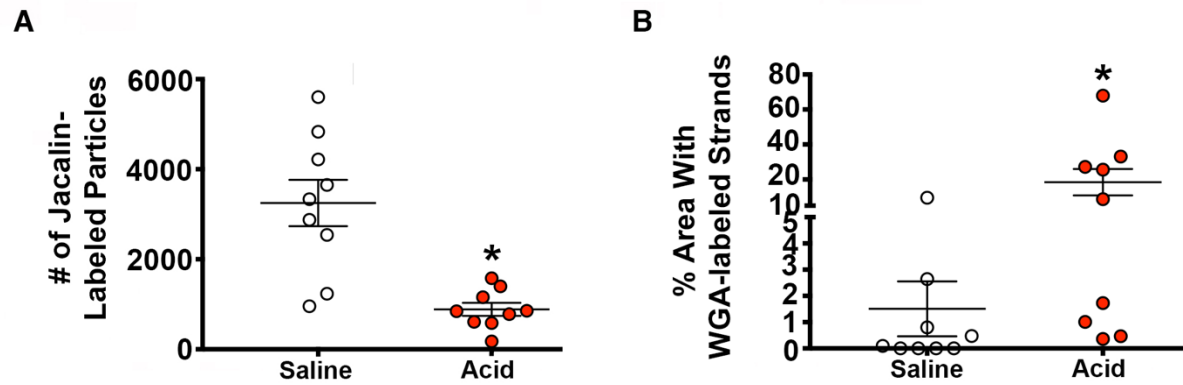 A
# of Jacalin-
Labeled Particles
6000
4000
2000
0
*
Saline
Acid
B
% Area With
WGA-labeled Strands
80
60
40
20
10
5
4
3
2
1
0
*
Saline
Acid